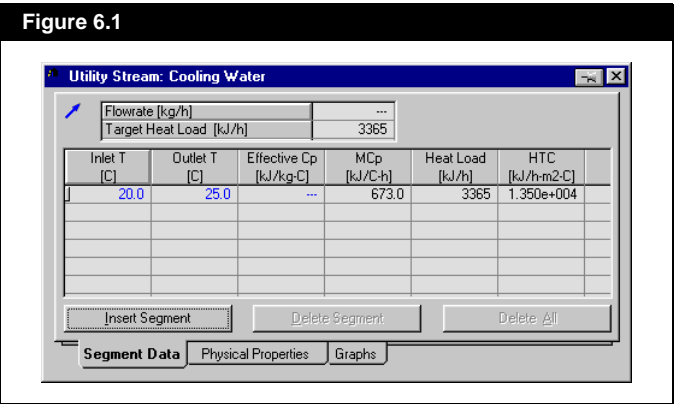 Figure 6.1
Utility Stream: Cooling Water
Flowrate [kg/h] ---
Target Heat Load [kJ/h] 3365
Inlet T Outlet T Effective Cp MCp Heat Load HTC
[C] [C] [kJ/kg-C] [kJ/C-h] [kJ/h] [kJ/h-m2-C]
20.0 25.0 --- 673.0 3365 1.350e+004
Insert Segment Delete Segment Delete All
Segment Data Physical Properties Graphs